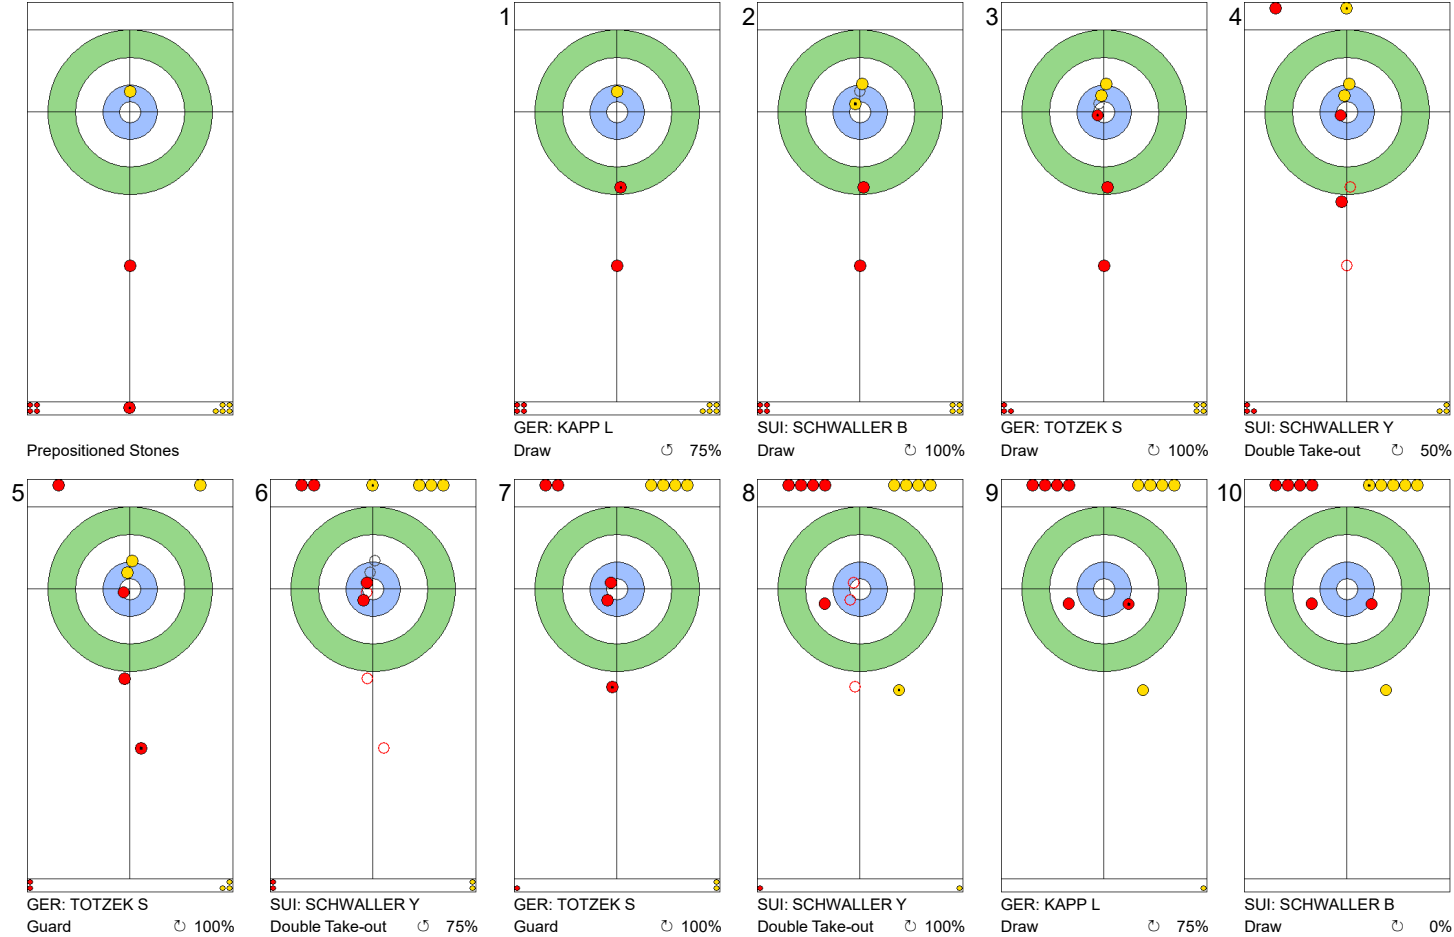 1
2
3
4
Prepositioned Stones
GER: KAPP L
Draw ↺ 75%
SUI: SCHWALLER B
Draw ↻ 100%
GER: TOTZEK S
Draw ↻ 100%
SUI: SCHWALLER Y
Double Take-out ↺ 50%
5
6
7
8
9
10
GER: TOTZEK S
Guard ↻ 100%
SUI: SCHWALLER Y
Double Take-out ↺ 75%
GER: TOTZEK S
Guard ↻ 100%
SUI: SCHWALLER Y
Double Take-out ↻ 100%
GER: KAPP L
Draw ↻ 75%
SUI: SCHWALLER B
Draw ↻ 0%